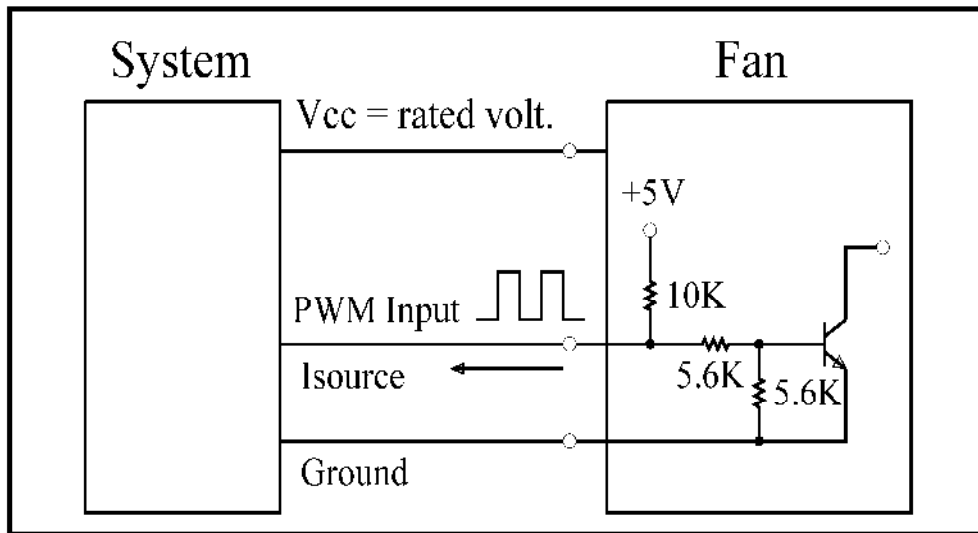 System
Fan
Vcc = rated volt.
+5V
10K
PWM Input
5.6K
5.6K
Isource
Ground